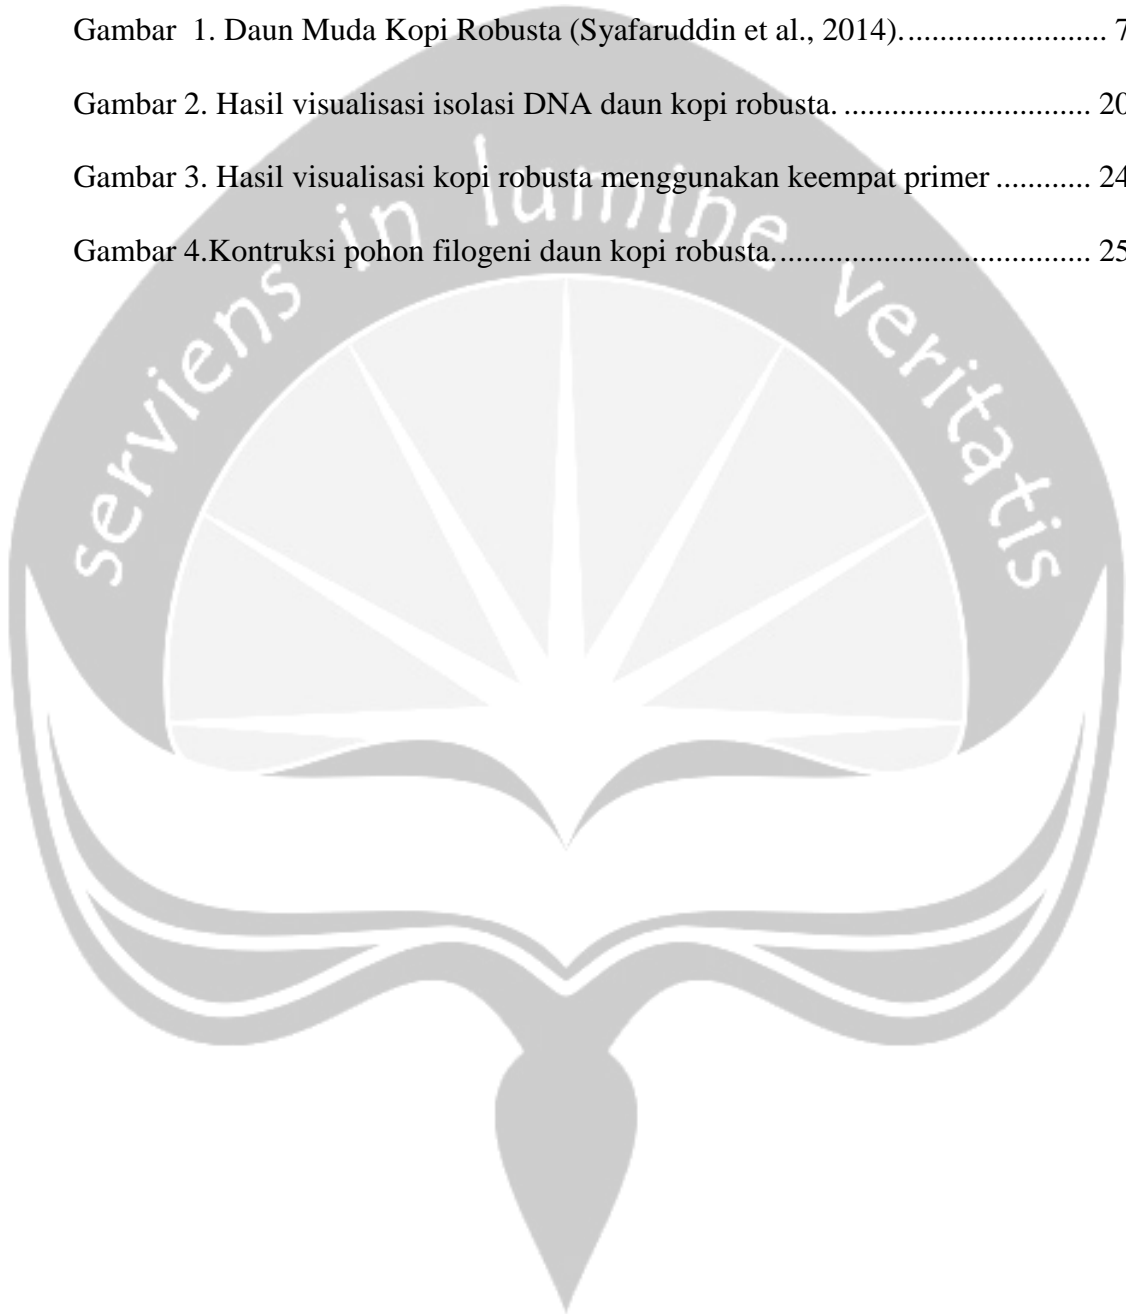 Gambar  1. Daun Muda Kopi Robusta (Syafaruddin et al., 2014).......................... 7
Gambar 2. Hasil visualisasi isolasi DNA daun kopi robusta. ............................... 20
Gambar 3. Hasil visualisasi kopi robusta menggunakan keempat primer ............ 24
Gambar 4.Kontruksi pohon filogeni daun kopi robusta....................................... 25
serviens in lumine veritatis